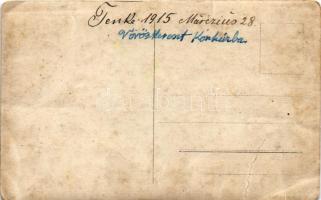 Tenke 1915 Márczius 28.
Vöröskereszt Korházba